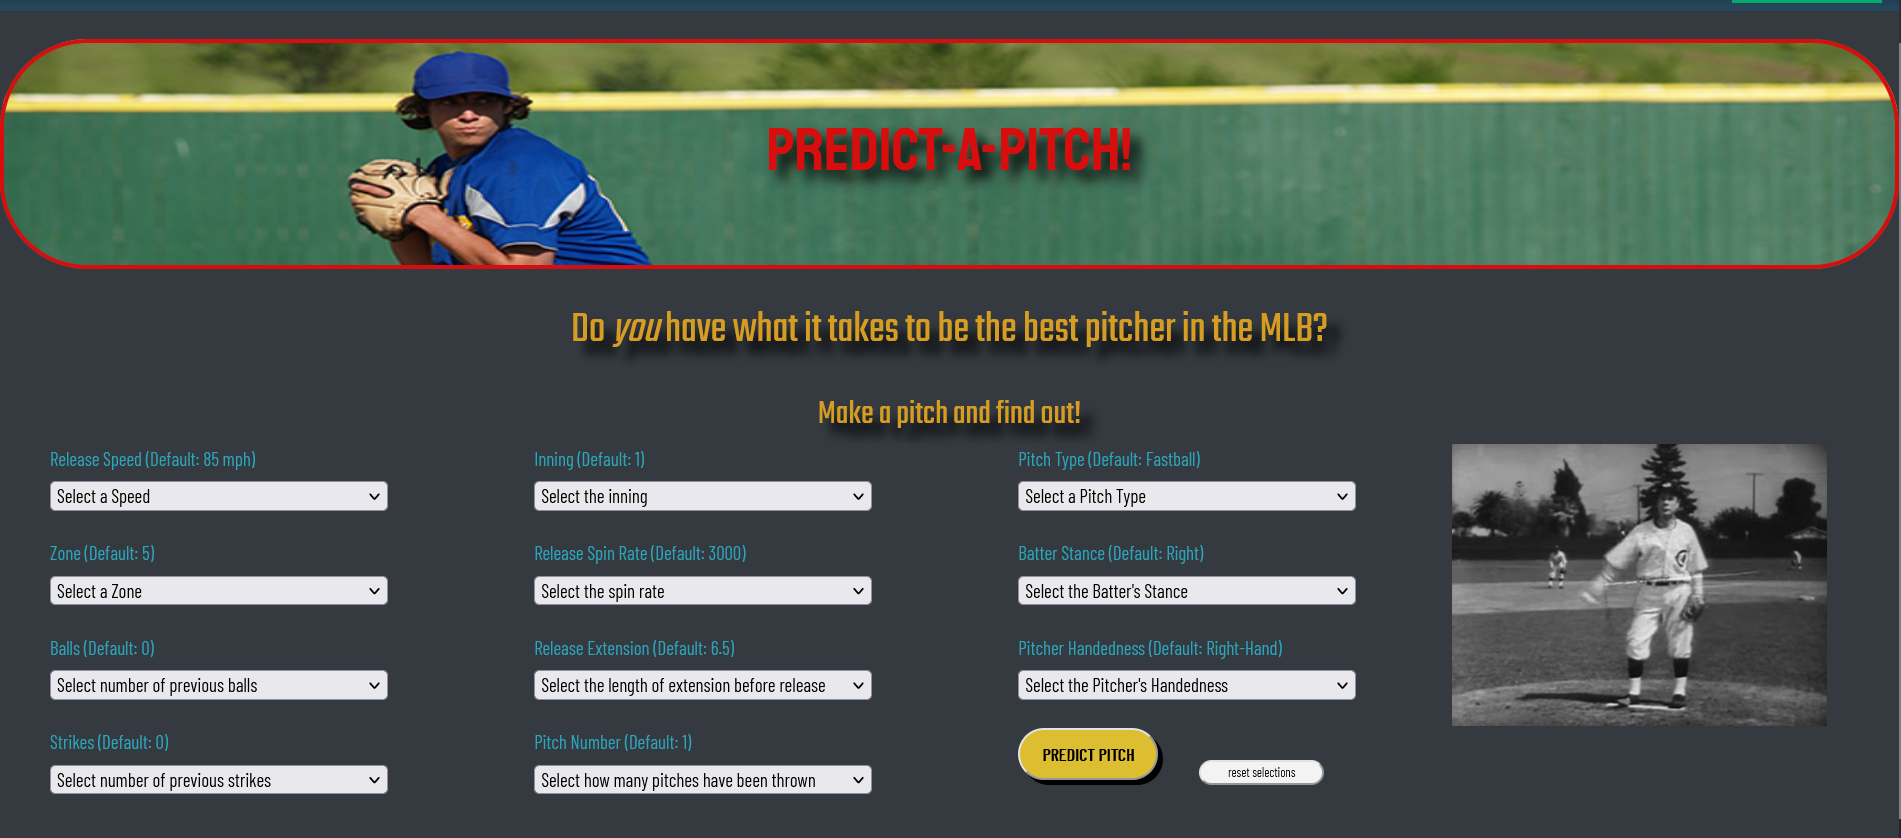 PREDICT-A-PITCH!
Do you have what it takes to be the best pitcher in the MLB?
Make a pitch and find out!
Release Speed (Default: 85 mph)
Select a Speed
Zone (Default: 5)
Select a Zone
Balls (Default: 0)
Select number of previous balls
Strikes (Default: 0)
Select number of previous strikes
Inning (Default: 1)
Select the inning
Release Spin Rate (Default: 3000)
Select the spin rate
Release Extension (Default: 6.5)
Select the length of extension before release
Pitch Number (Default: 1)
Select how many pitches have been thrown
Pitch Type (Default: Fastball)
Select a Pitch Type
Batter Stance (Default: Right)
Select the Batter's Stance
Pitcher Handedness (Default: Right-Hand)
Select the Pitcher's Handedness
PREDICT PITCH
reset selections